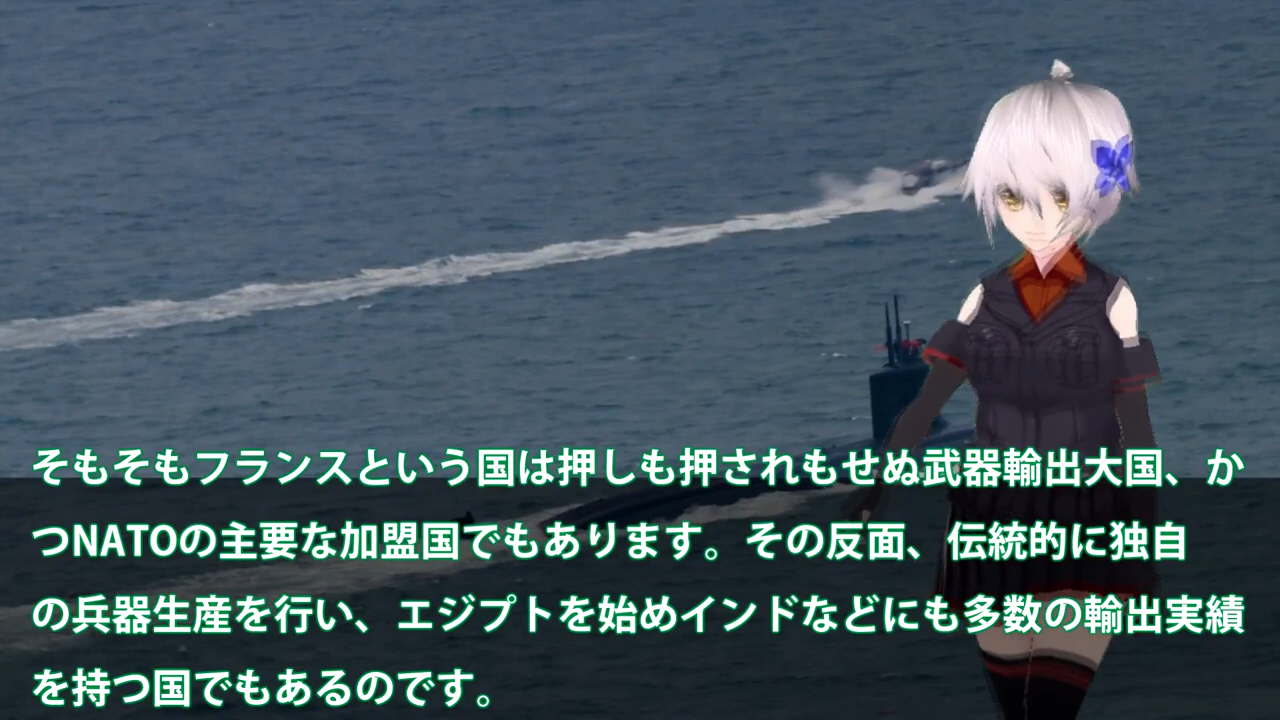 そもそもフランスという国は押しも押されもせぬ武器輸出大国、か
つNATOの主要な加盟国でもあります。その反面、伝統的に独自
の兵器生産を行い、エジプトを始めインドなどにも多数の輸出実績
を持つ国でもあるのです。